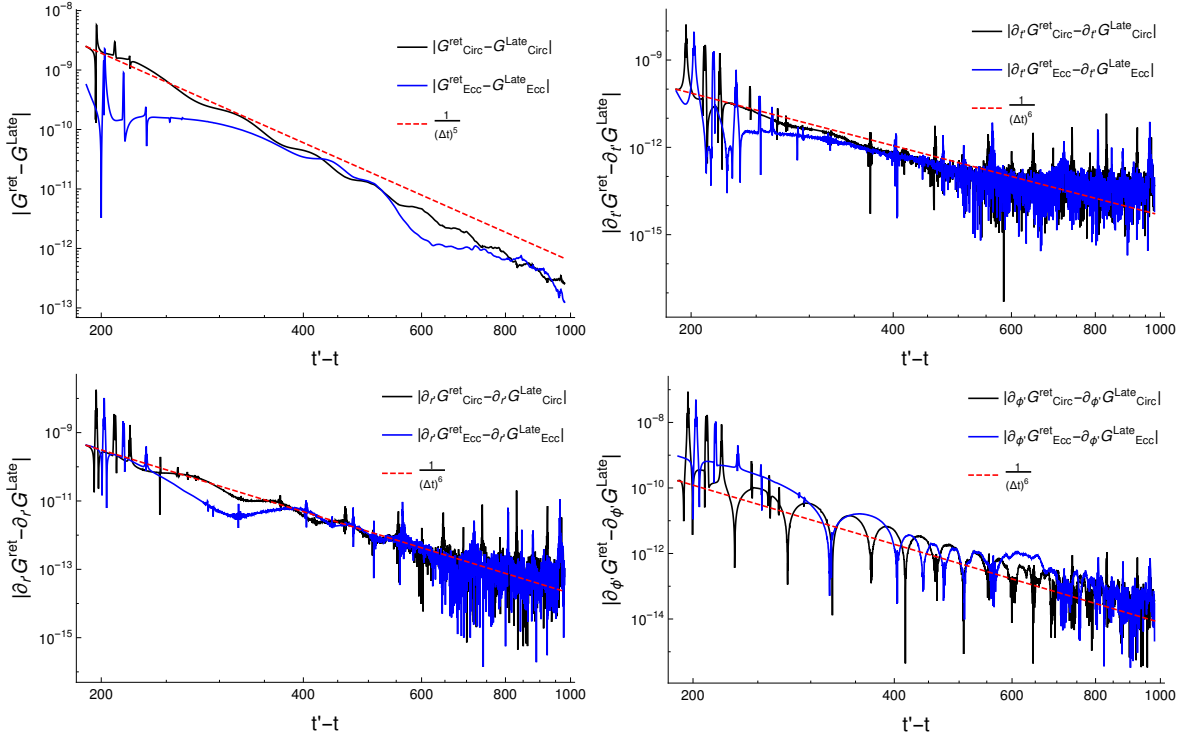 10⁻⁸
10⁻⁹
10⁻¹⁰
10⁻¹¹
10⁻¹²
10⁻¹³
|G^ret−G^Late|
|G^ret_Circ−G^Late_Circ|
|G^ret_Ecc−G^Late_Ecc|
1/(Δt)⁵
200 400 600 1000
t'−t
10⁻⁹
10⁻¹²
10⁻¹⁵
|∂_t'G^ret−∂_t'G^Late|
|∂_t'G^ret_Circ−∂_t'G^Late_Circ|
|∂_t'G^ret_Ecc−∂_t'G^Late_Ecc|
1/(Δt)⁶
200 400 600 1000
t'−t
10⁻⁹
10⁻¹¹
10⁻¹³
10⁻¹⁵
|∂_r'G^ret−∂_r'G^Late|
|∂_r'G^ret_Circ−∂_r'G^Late_Circ|
|∂_r'G^ret_Ecc−∂_r'G^Late_Ecc|
1/(Δt)⁶
200 400 600 1000
t'−t
10⁻⁸
10⁻¹⁰
10⁻¹²
10⁻¹⁴
|∂_ϕ'G^ret−∂_ϕ'G^Late|
|∂_ϕ'G^ret_Circ−∂_ϕ'G^Late_Circ|
|∂_ϕ'G^ret_Ecc−∂_ϕ'G^Late_Ecc|
1/(Δt)⁶
200 400 600 1000
t'−t